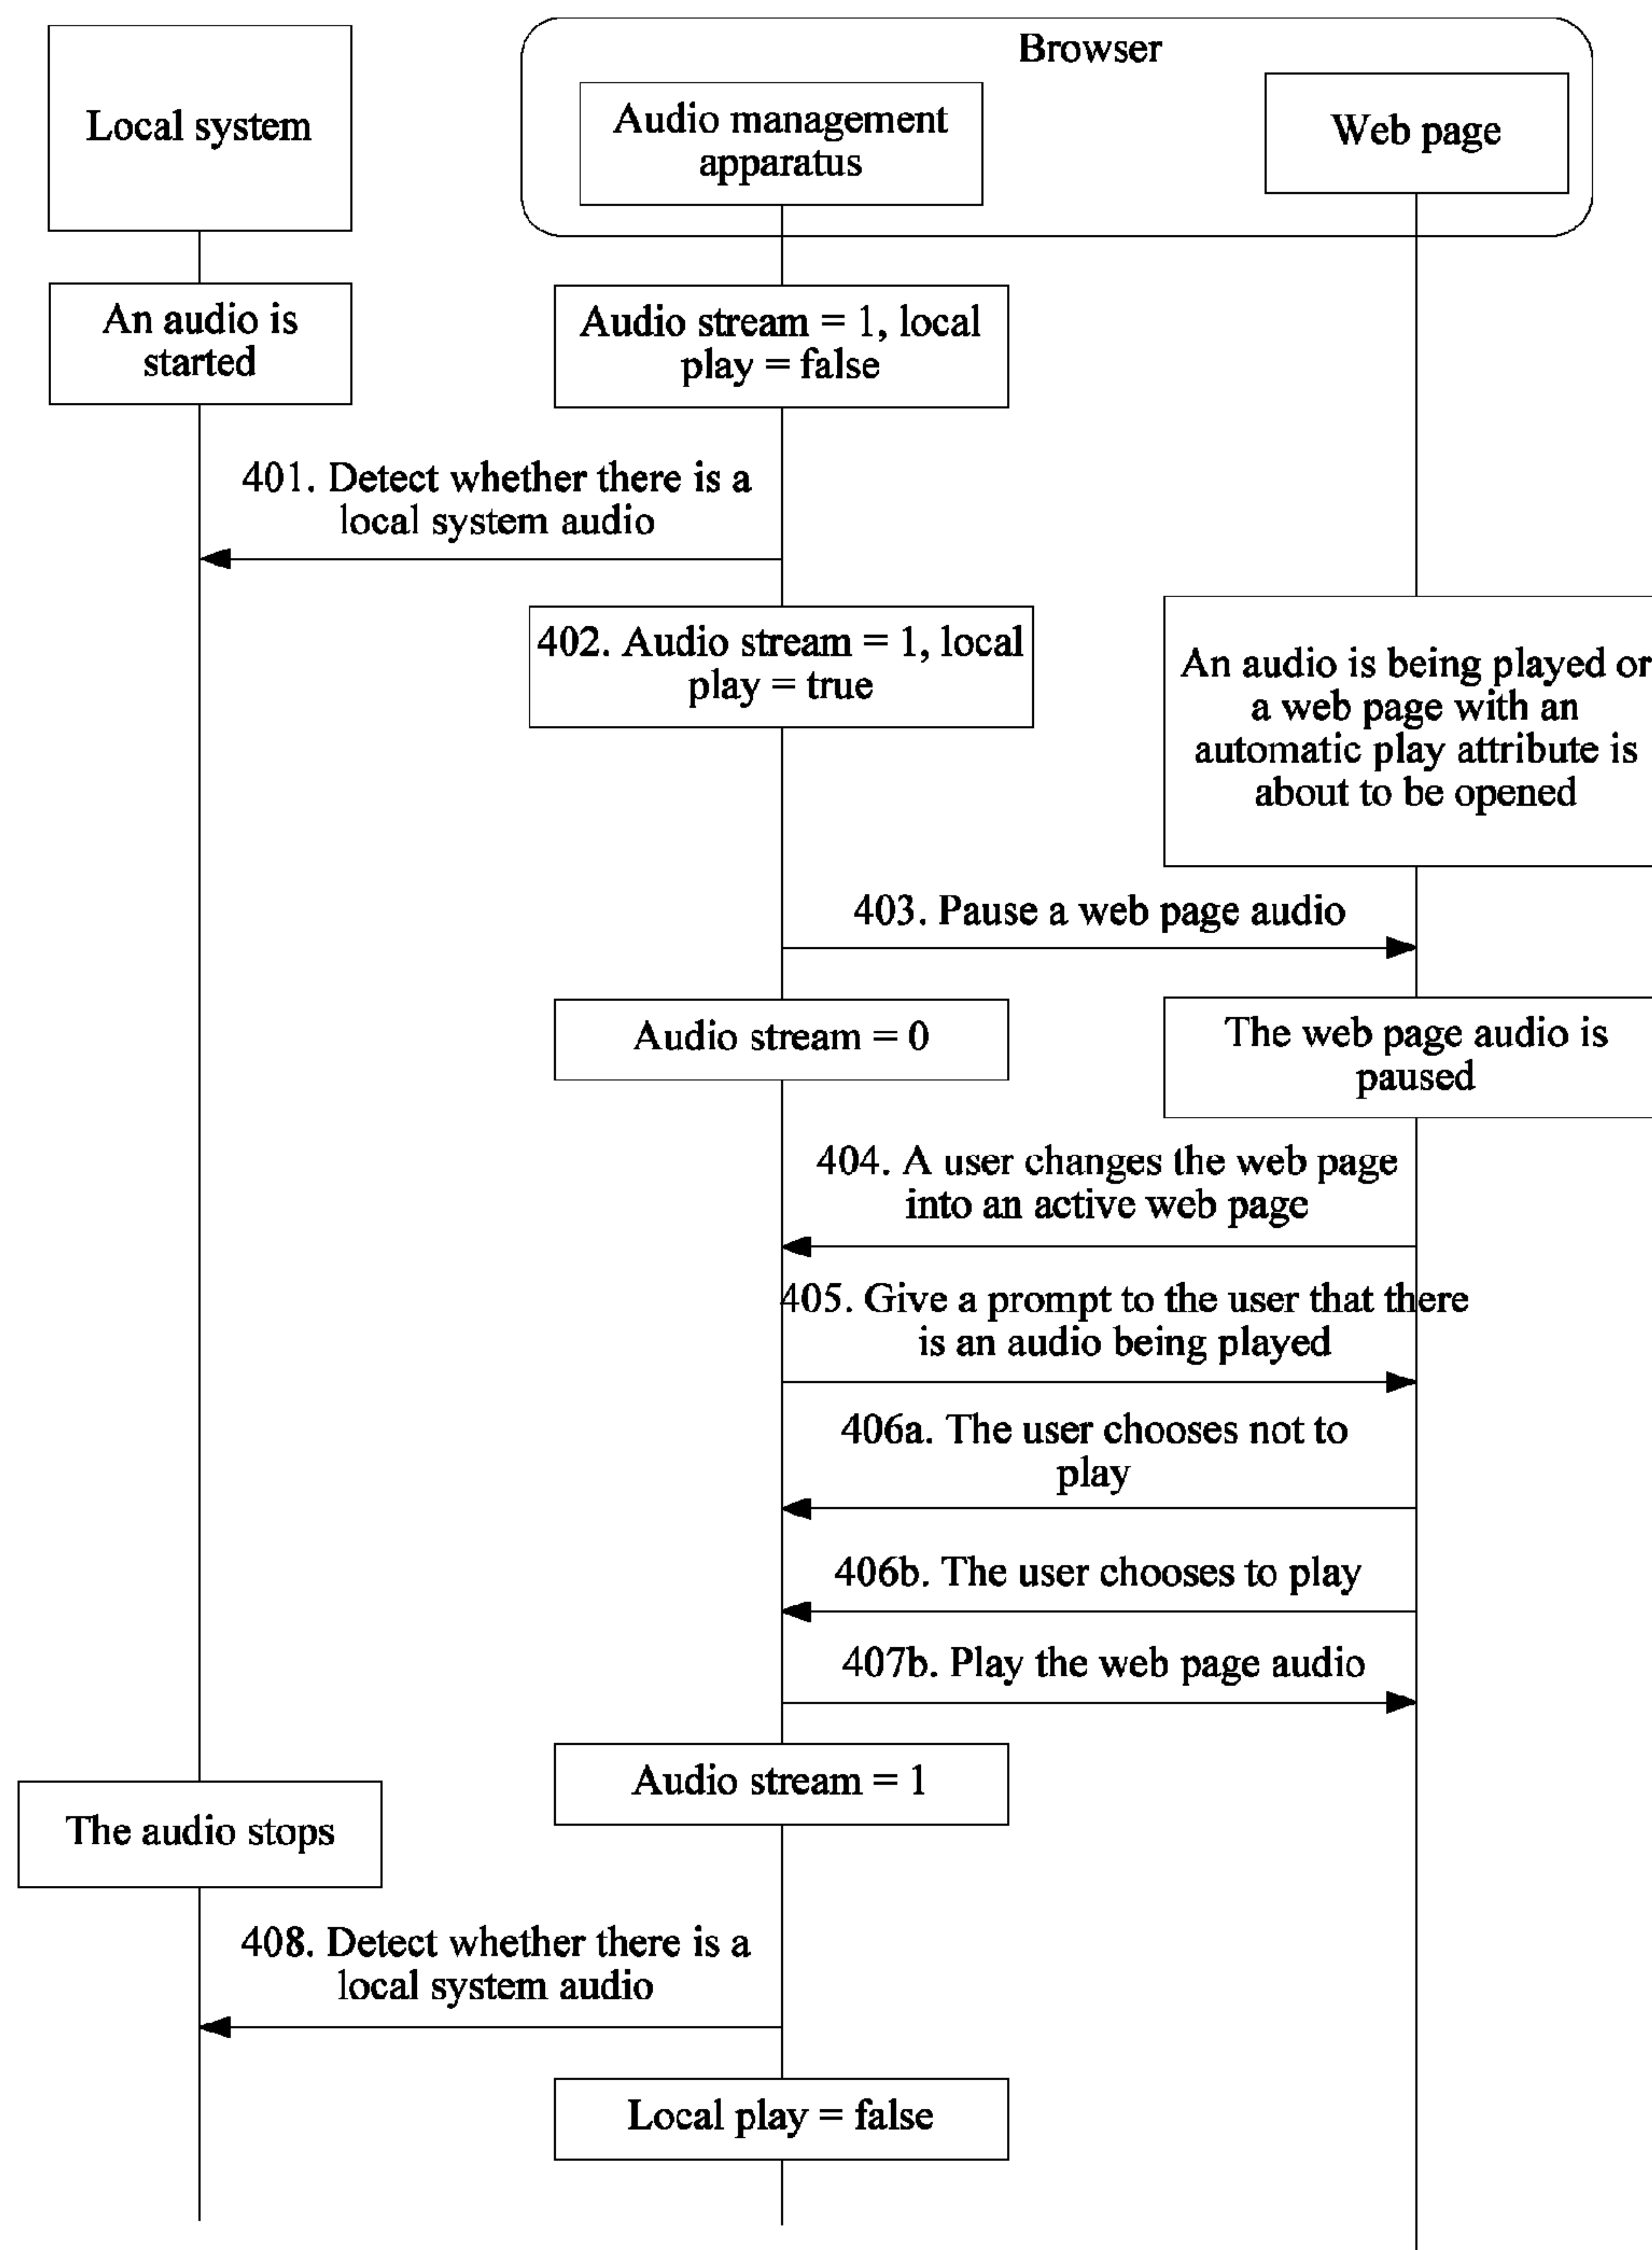 Browser
Local system
Audio management
apparatus
Web page
An audio is
started
Audio stream = 1, local
play = false
401. Detect whether there is a
local system audio
402. Audio stream = 1, local
play = true
An audio is being played or
a web page with an
automatic play attribute is
about to be opened
403. Pause a web page audio
Audio stream = 0
The web page audio is
paused
404. A user changes the web page
into an active web page
405. Give a prompt to the user that there
is an audio being played
406a. The user chooses not to
play
406b. The user chooses to play
407b. Play the web page audio
Audio stream = 1
The audio stops
408. Detect whether there is a
local system audio
Local play = false